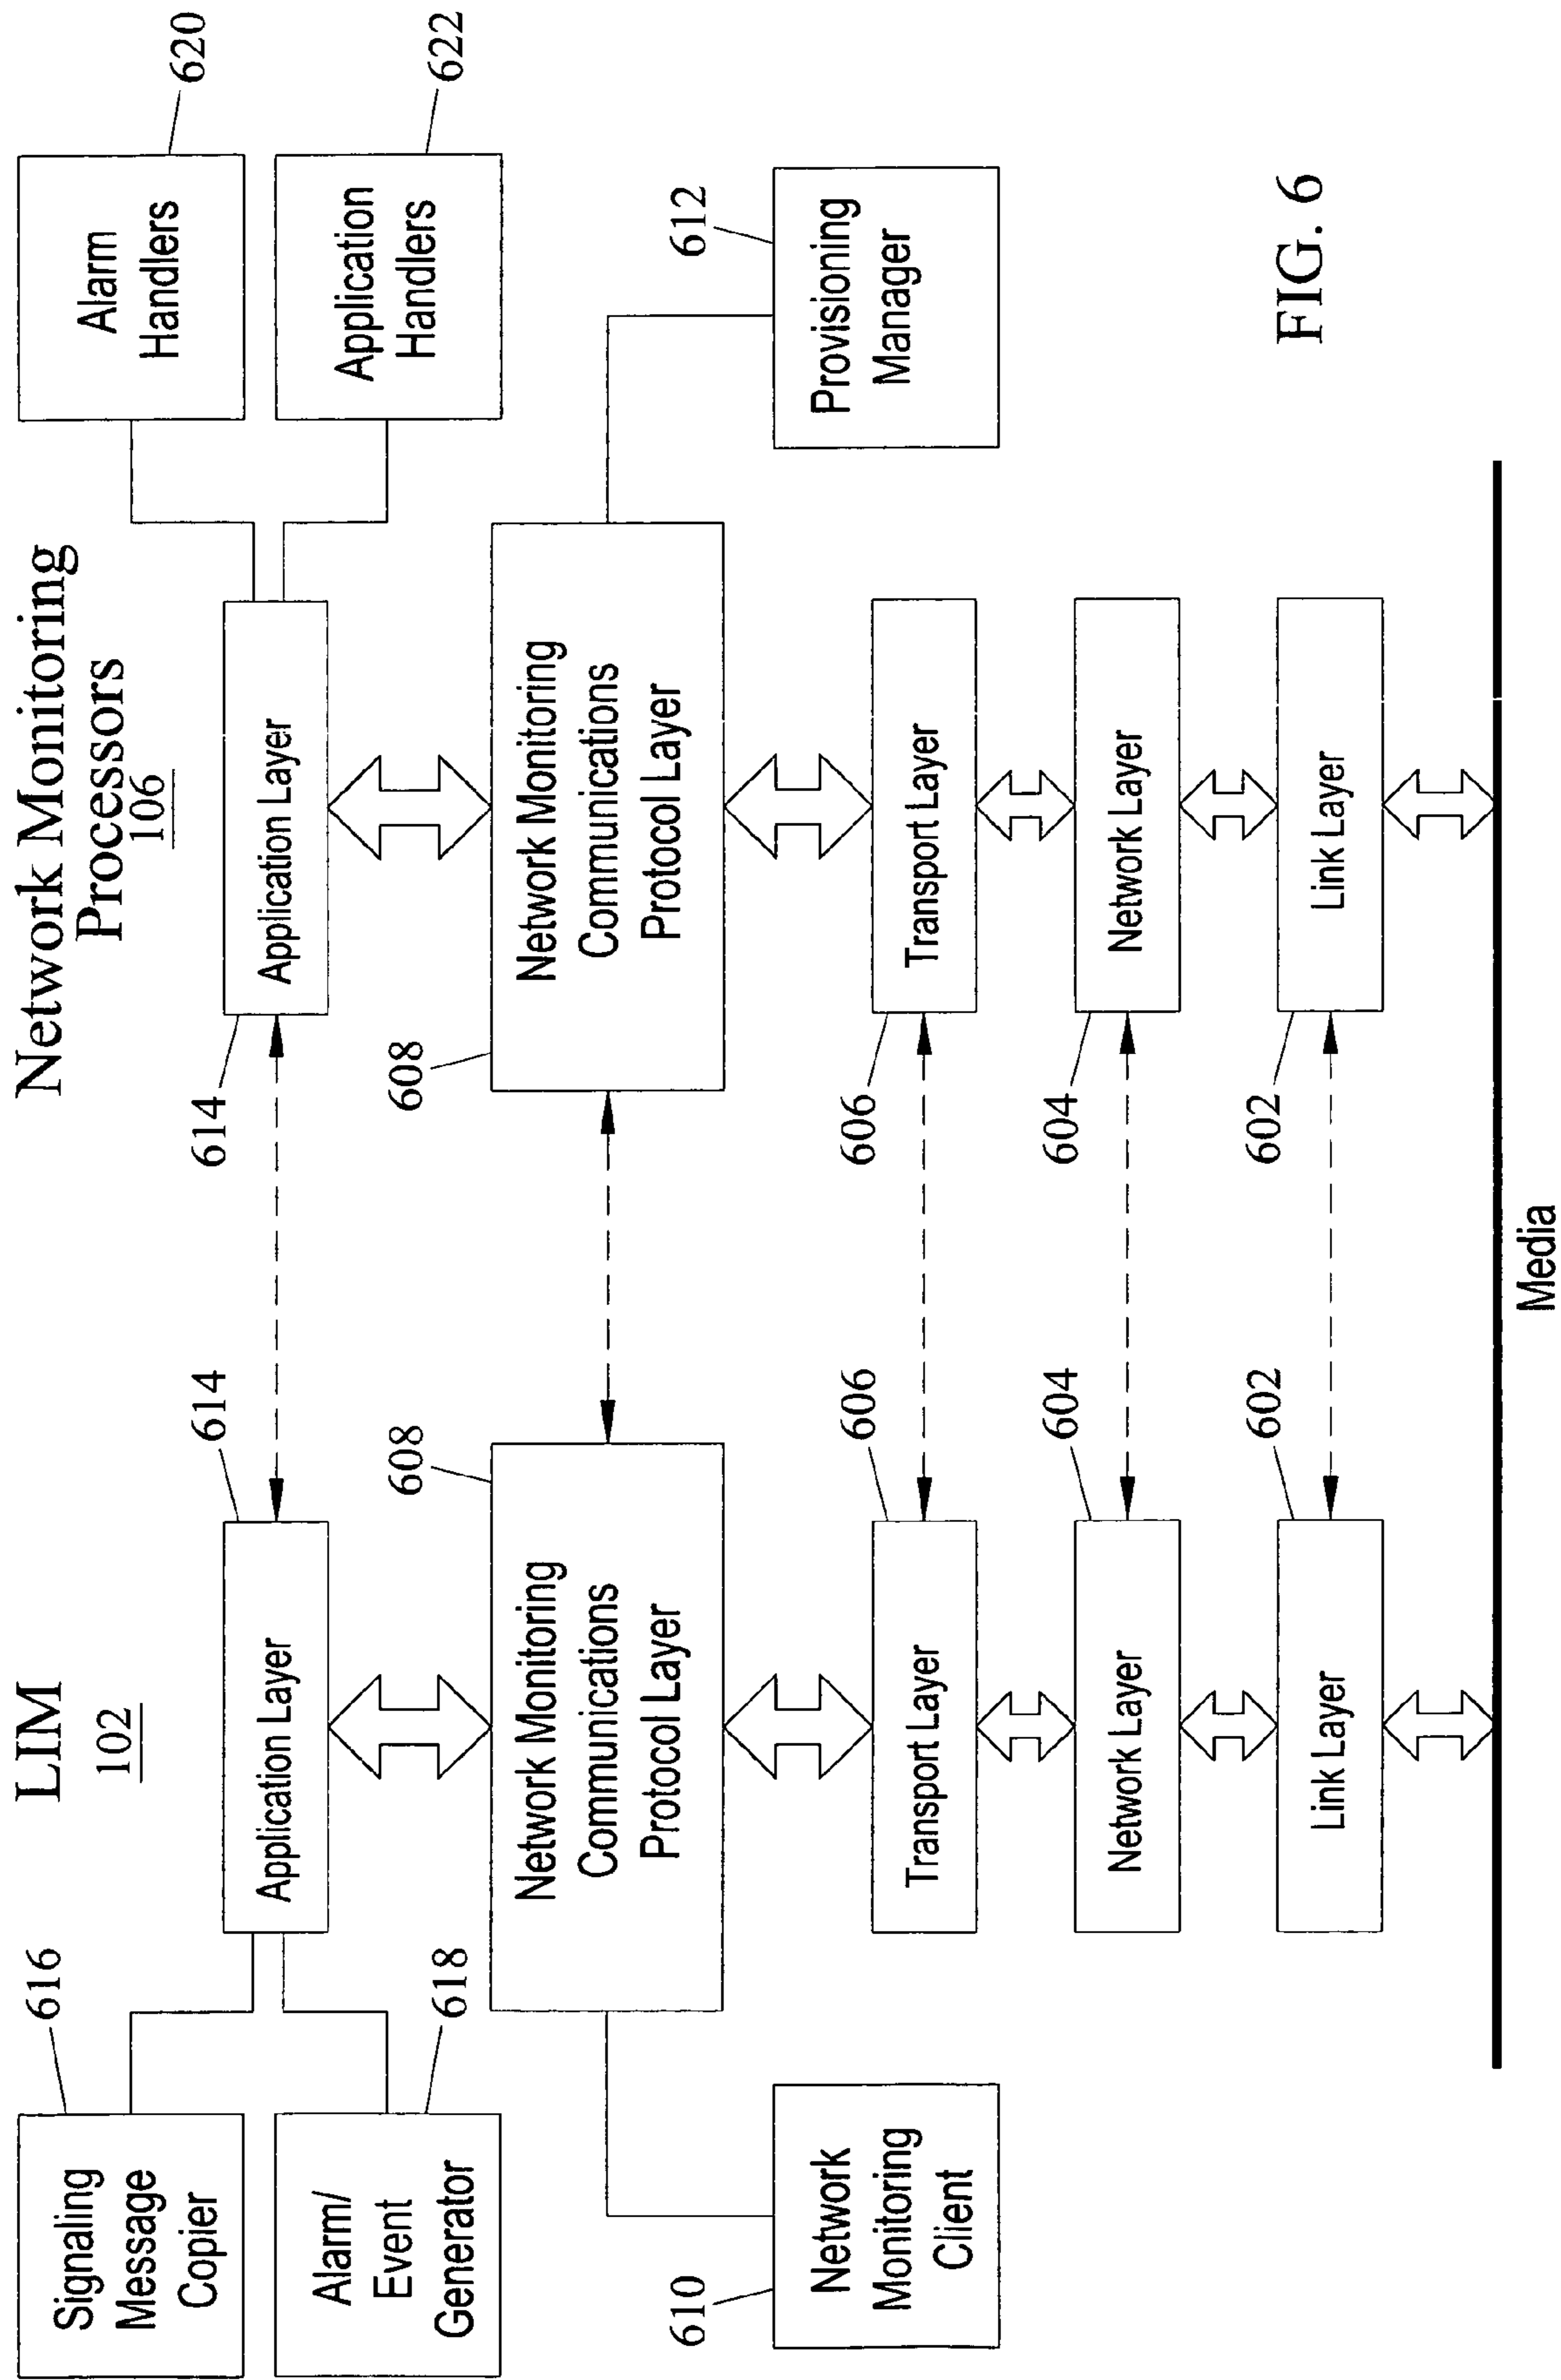 LIM
102
Network Monitoring
Processors
106
616
Signaling
Message
Copier
614
Application Layer
614
Application Layer
Alarm
Handlers
620
Alarm/
Event
Generator
618
Application
Handlers
622
608
Network Monitoring
Communications
Protocol Layer
608
Network Monitoring
Communications
Protocol Layer
610
Network
Monitoring
Client
612
Provisioning
Manager
606
Transport Layer
606
Transport Layer
604
Network Layer
604
Network Layer
602
Link Layer
602
Link Layer
Media
FIG. 6